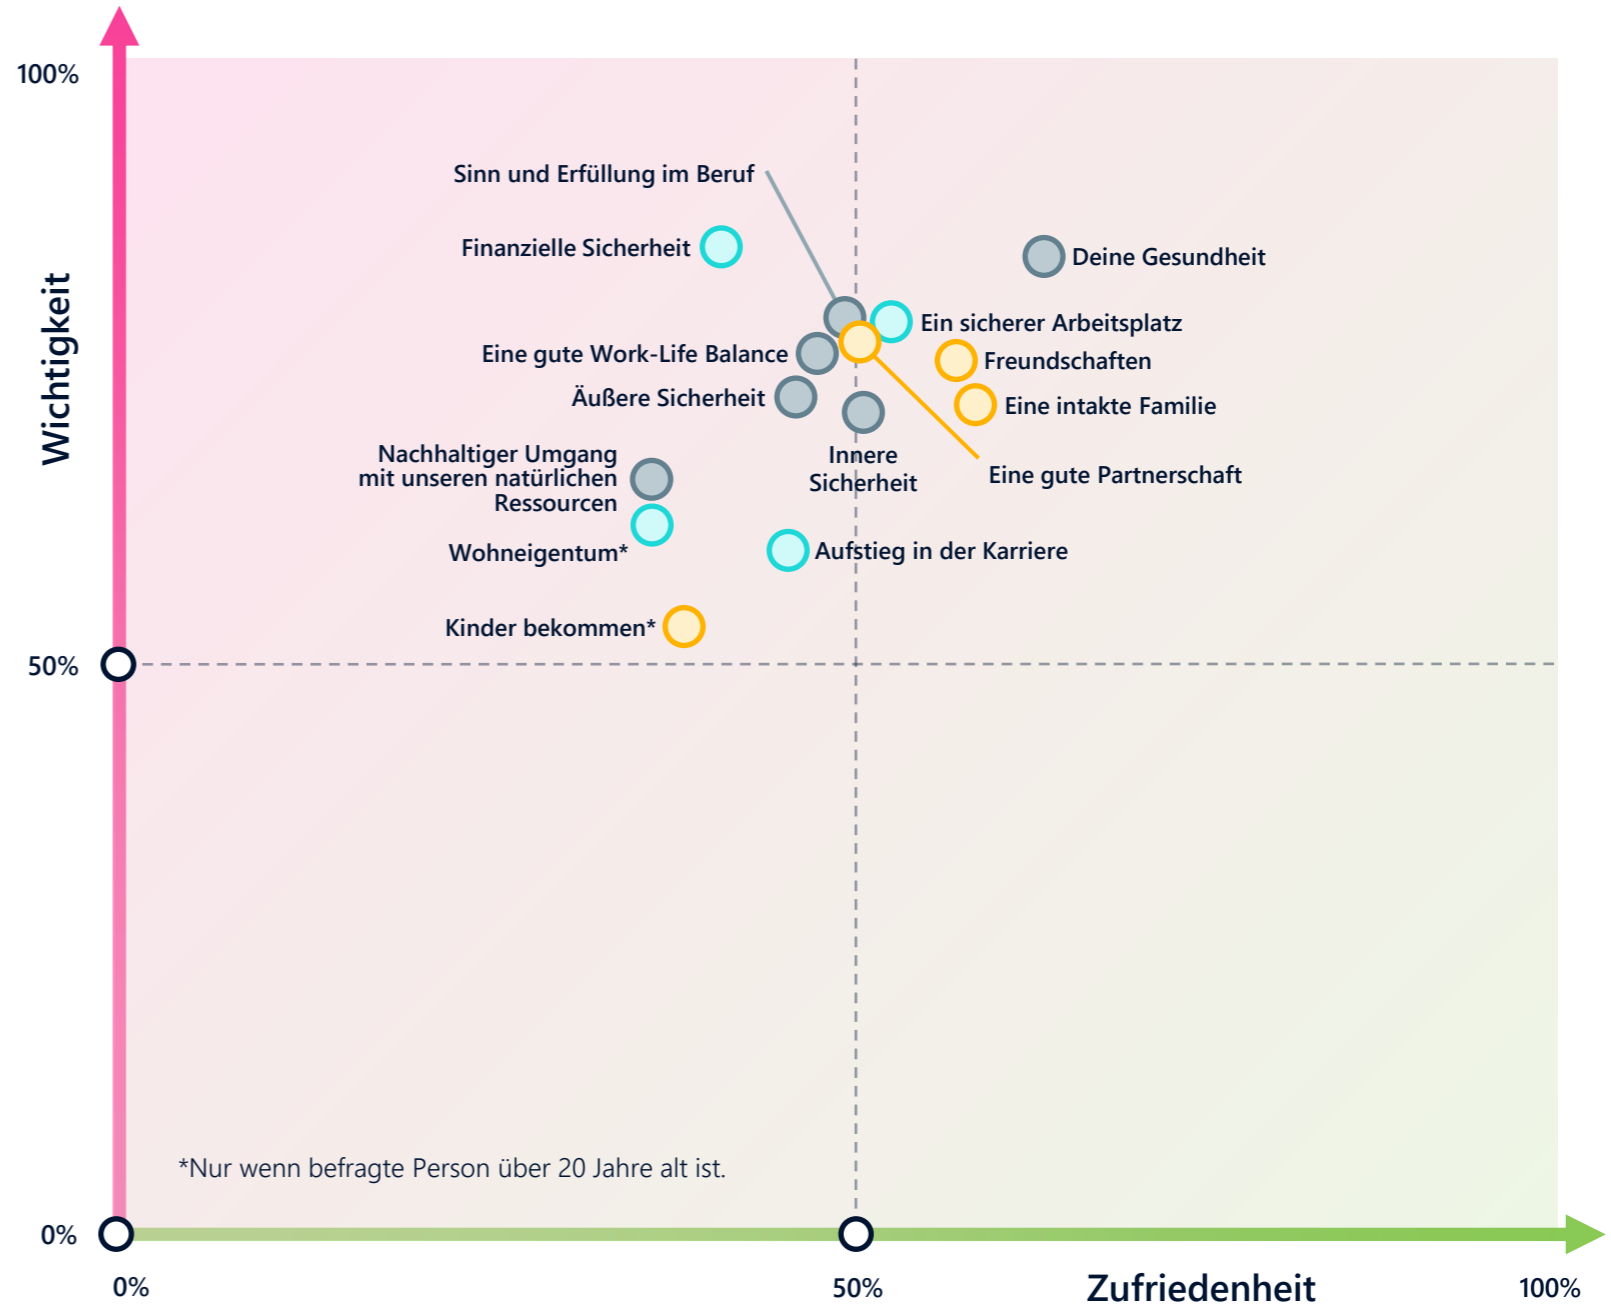 100%
Sinn und Erfüllung im Beruf
Finanzielle Sicherheit
Deine Gesundheit
Wichtigkeit
Ein sicherer Arbeitsplatz
Eine gute Work-Life Balance
Freundschaften
Äußere Sicherheit
Eine intakte Familie
Nachhaltiger Umgang
mit unseren natürlichen
Ressourcen
Innere
Sicherheit
Eine gute Partnerschaft
Wohneigentum*
Aufstieg in der Karriere
Kinder bekommen*
50%
*Nur wenn befragte Person über 20 Jahre alt ist.
0%
0%
50%
Zufriedenheit
100%